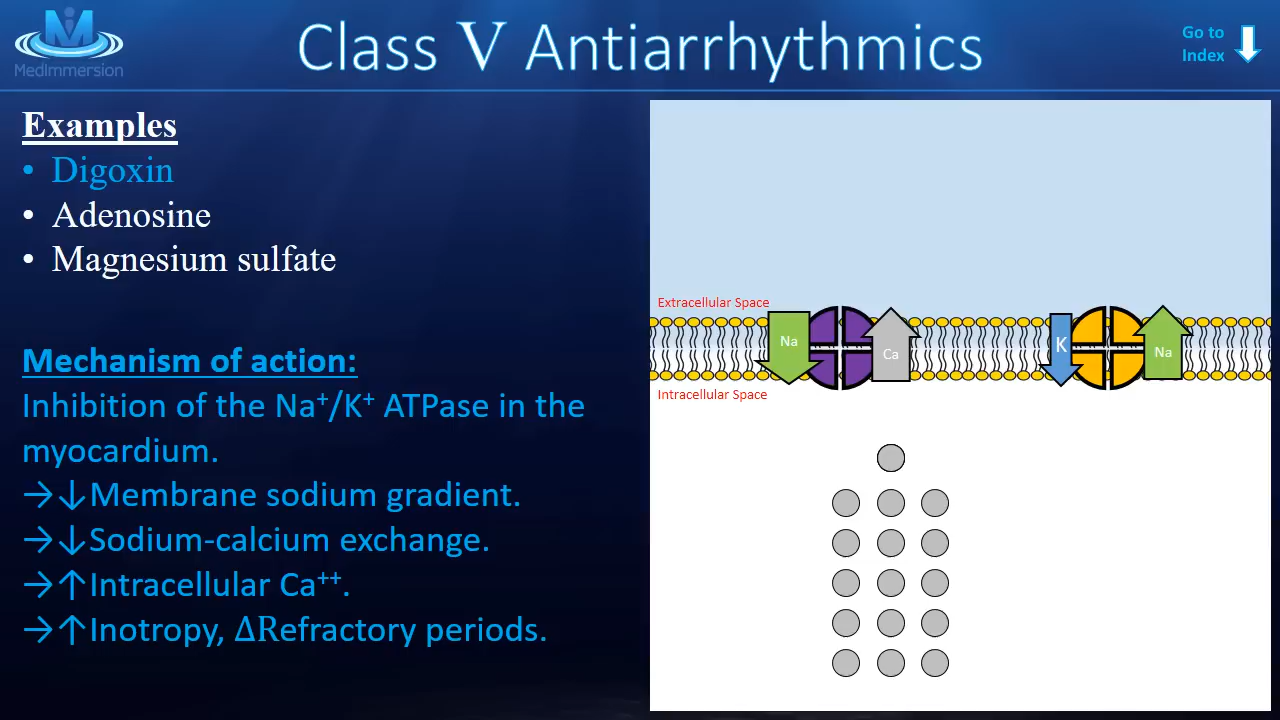 MedImmersion
Class V Antiarrhythmics
Go to
Index
Examples
• Digoxin
• Adenosine
• Magnesium sulfate
Mechanism of action:
Inhibition of the Na⁺/K⁺ ATPase in the
myocardium.
→↓Membrane sodium gradient.
→↓Sodium-calcium exchange.
→↑Intracellular Ca⁺⁺.
→↑Inotropy, ΔRefractory periods.
Extracellular Space
Na
Ca
K
Na
Intracellular Space